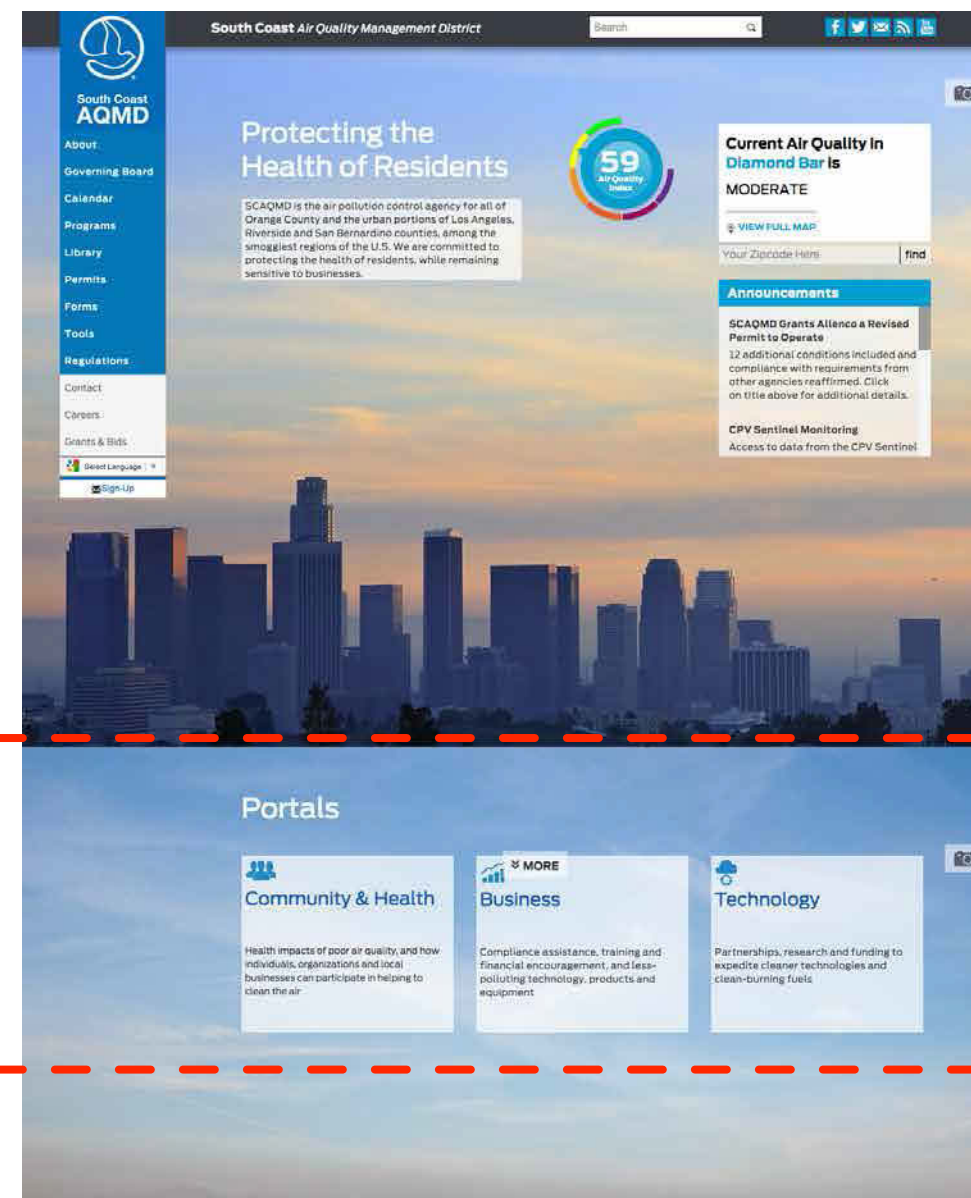 South Coast Air Quality Management District
Search
South Coast
AQMD
About
Governing Board
Calendar
Programs
Library
Permits
Forms
Tools
Regulations
Contact
Careers
Grants & Bids
Select Language
Sign-Up
Protecting the
Health of Residents
SCAQMD is the air pollution control agency for all of
Orange County and the urban portions of Los Angeles,
Riverside and San Bernardino counties, among the
smoggiest regions of the U.S. We are committed to
protecting the health of residents, while remaining
sensitive to businesses.
59
Air Quality
Index
Current Air Quality in
Diamond Bar is
MODERATE
VIEW FULL MAP
Your Zipcode Here
find
Announcements
SCAQMD Grants Allenco a Revised
Permit to Operate
12 additional conditions included and
compliance with requirements from
other agencies reaffirmed. Click
on title above for additional details.
CPV Sentinel Monitoring
Access to data from the CPV Sentinel
Portals
Community & Health
Health impacts of poor air quality, and how
individuals, organizations and local
businesses can participate in helping to
clean the air
MORE
Business
Compliance assistance, training and
financial encouragement, and less-
polluting technology, products and
equipment
Technology
Partnerships, research and funding to
expedite cleaner technologies and
clean-burning fuels